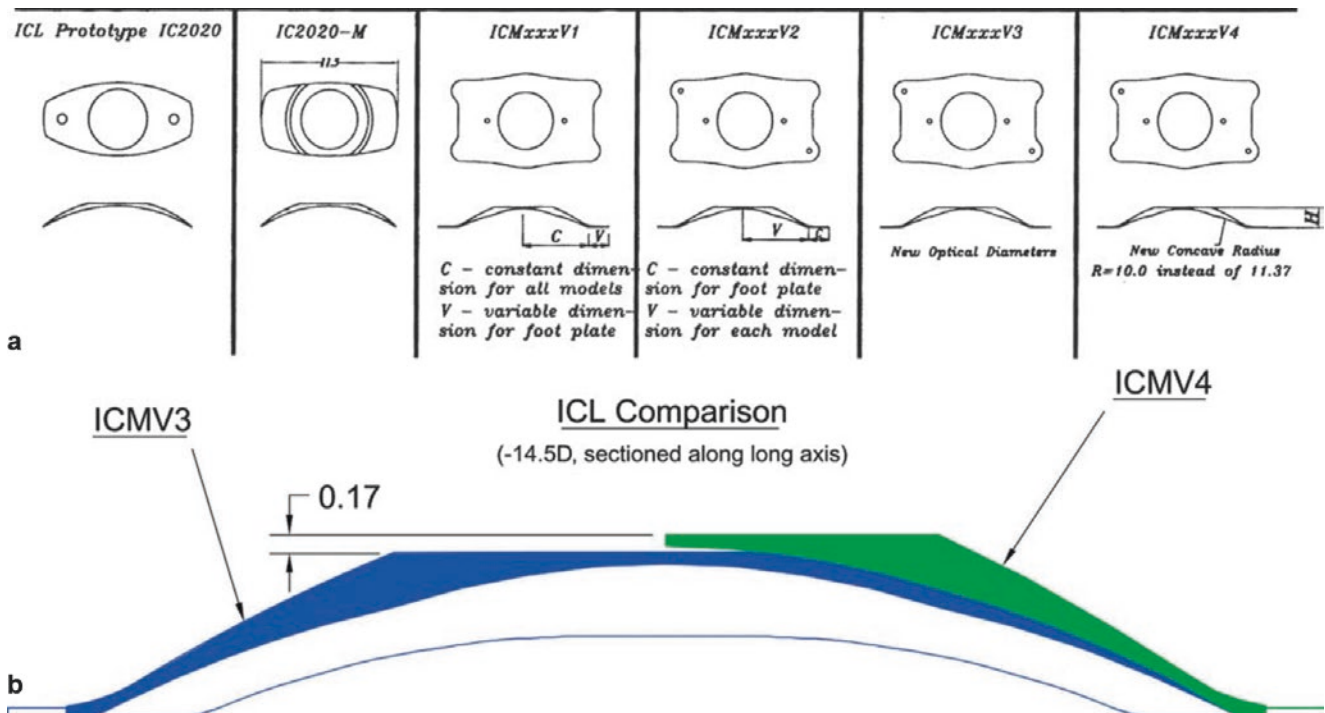 ICL Prototype IC2020
IC2020-M
11.5
ICMxxxV1
C
V
C - constant dimen-
sion for all models
V - variable dimen-
sion for foot plate
ICMxxxV2
V
C
C - constant dimen-
sion for foot plate
V - variable dimen-
sion for each model
ICMxxxV3
New Optical Diameters
ICMxxxV4
H
New Concave Radius
R=10.0 instead of 11.37
a
ICMV3
ICL Comparison
(-14.5D, sectioned along long axis)
ICMV4
0.17
b